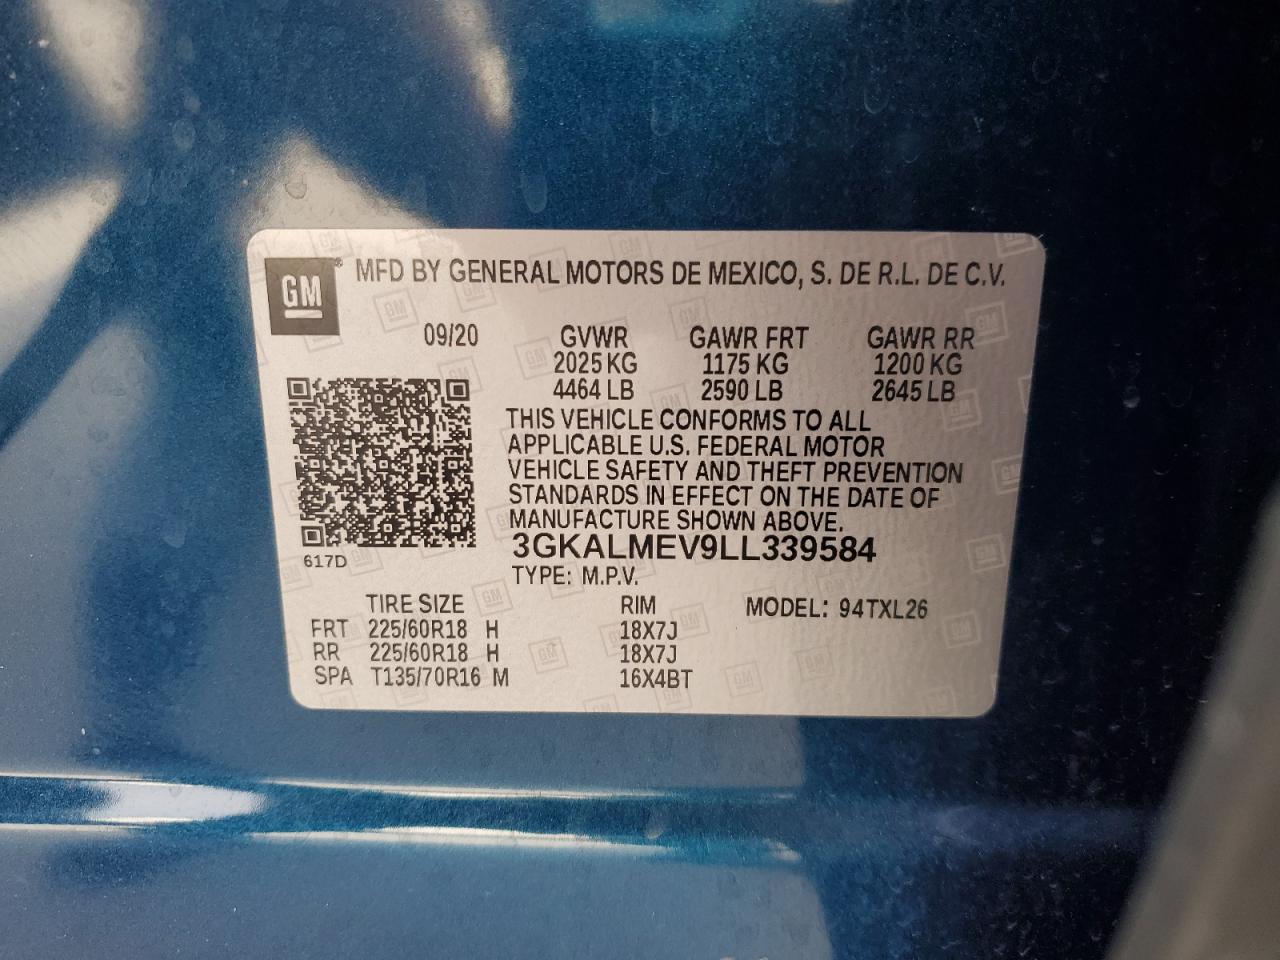 GM MFD BY GENERAL MOTORS DE MEXICO, S. DE R.L. DE C.V.
09/20 GVWR GAWR FRT GAWR RR
2025 KG 1175 KG 1200 KG
4464 LB 2590 LB 2645 LB
THIS VEHICLE CONFORMS TO ALL
APPLICABLE U.S. FEDERAL MOTOR
VEHICLE SAFETY AND THEFT PREVENTION
STANDARDS IN EFFECT ON THE DATE OF
MANUFACTURE SHOWN ABOVE.
3GKALMEV9LL339584
617D
TYPE: M.P.V.
TIRE SIZE RIM MODEL: 94TXL26
FRT 225/60R18 H 18X7J
RR 225/60R18 H 18X7J
SPA T135/70R16 M 16X4BT